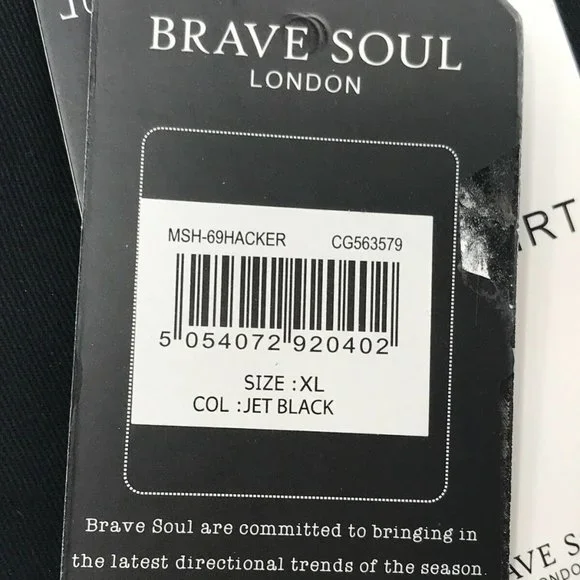 BRAVE SOUL
LONDON
MSH-69HACKER CG563579
5 054072 920402
SIZE : XL
COL : JET BLACK
Brave Soul are committed to bringing in
the latest directional trends of the season.